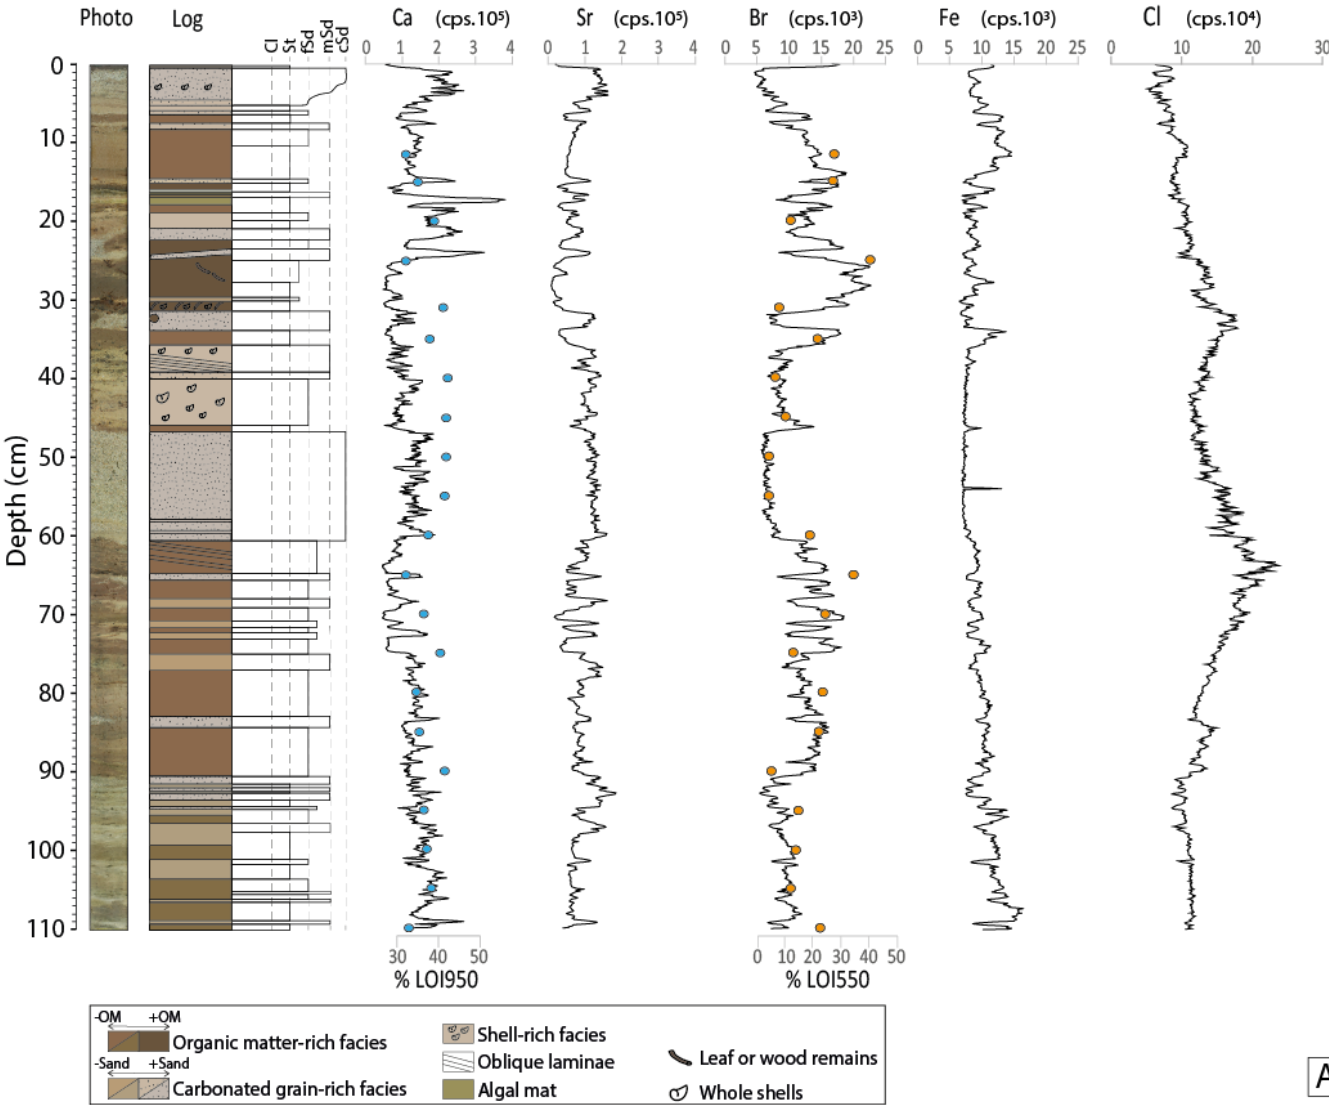 Photo Log Ca (cps.10⁵) Sr (cps.10⁵) Br (cps.10³) Fe (cps.10³) Cl (cps.10⁴)
Cl St fSd mSd cSd
0 1 2 3 4 0 1 2 3 4 0 5 10 15 20 25 0 5 10 15 20 25 0 10 20 30
Depth (cm)
0
10
20
30
40
50
60
70
80
90
100
110
30 40 50 0 10 20 30 40 50
% LOI950 % LOI550
-OM +OM
Organic matter-rich facies
-Sand +Sand
Carbonated grain-rich facies
Shell-rich facies
Oblique laminae
Algal mat
Leaf or wood remains
Whole shells
A